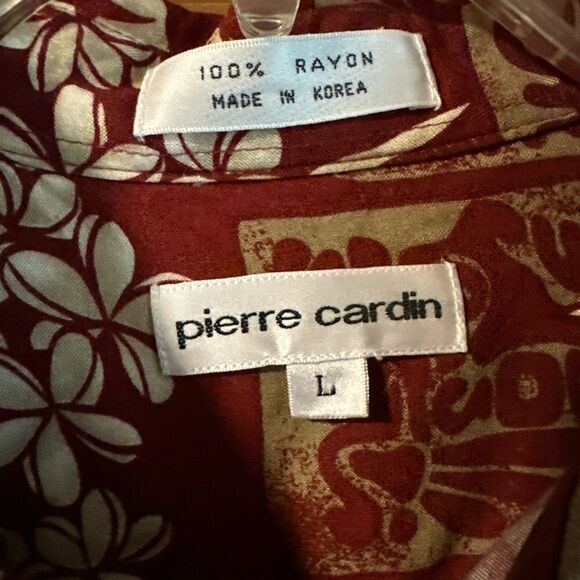 100% RAYON
MADE IN KOREA
pierre cardin
L